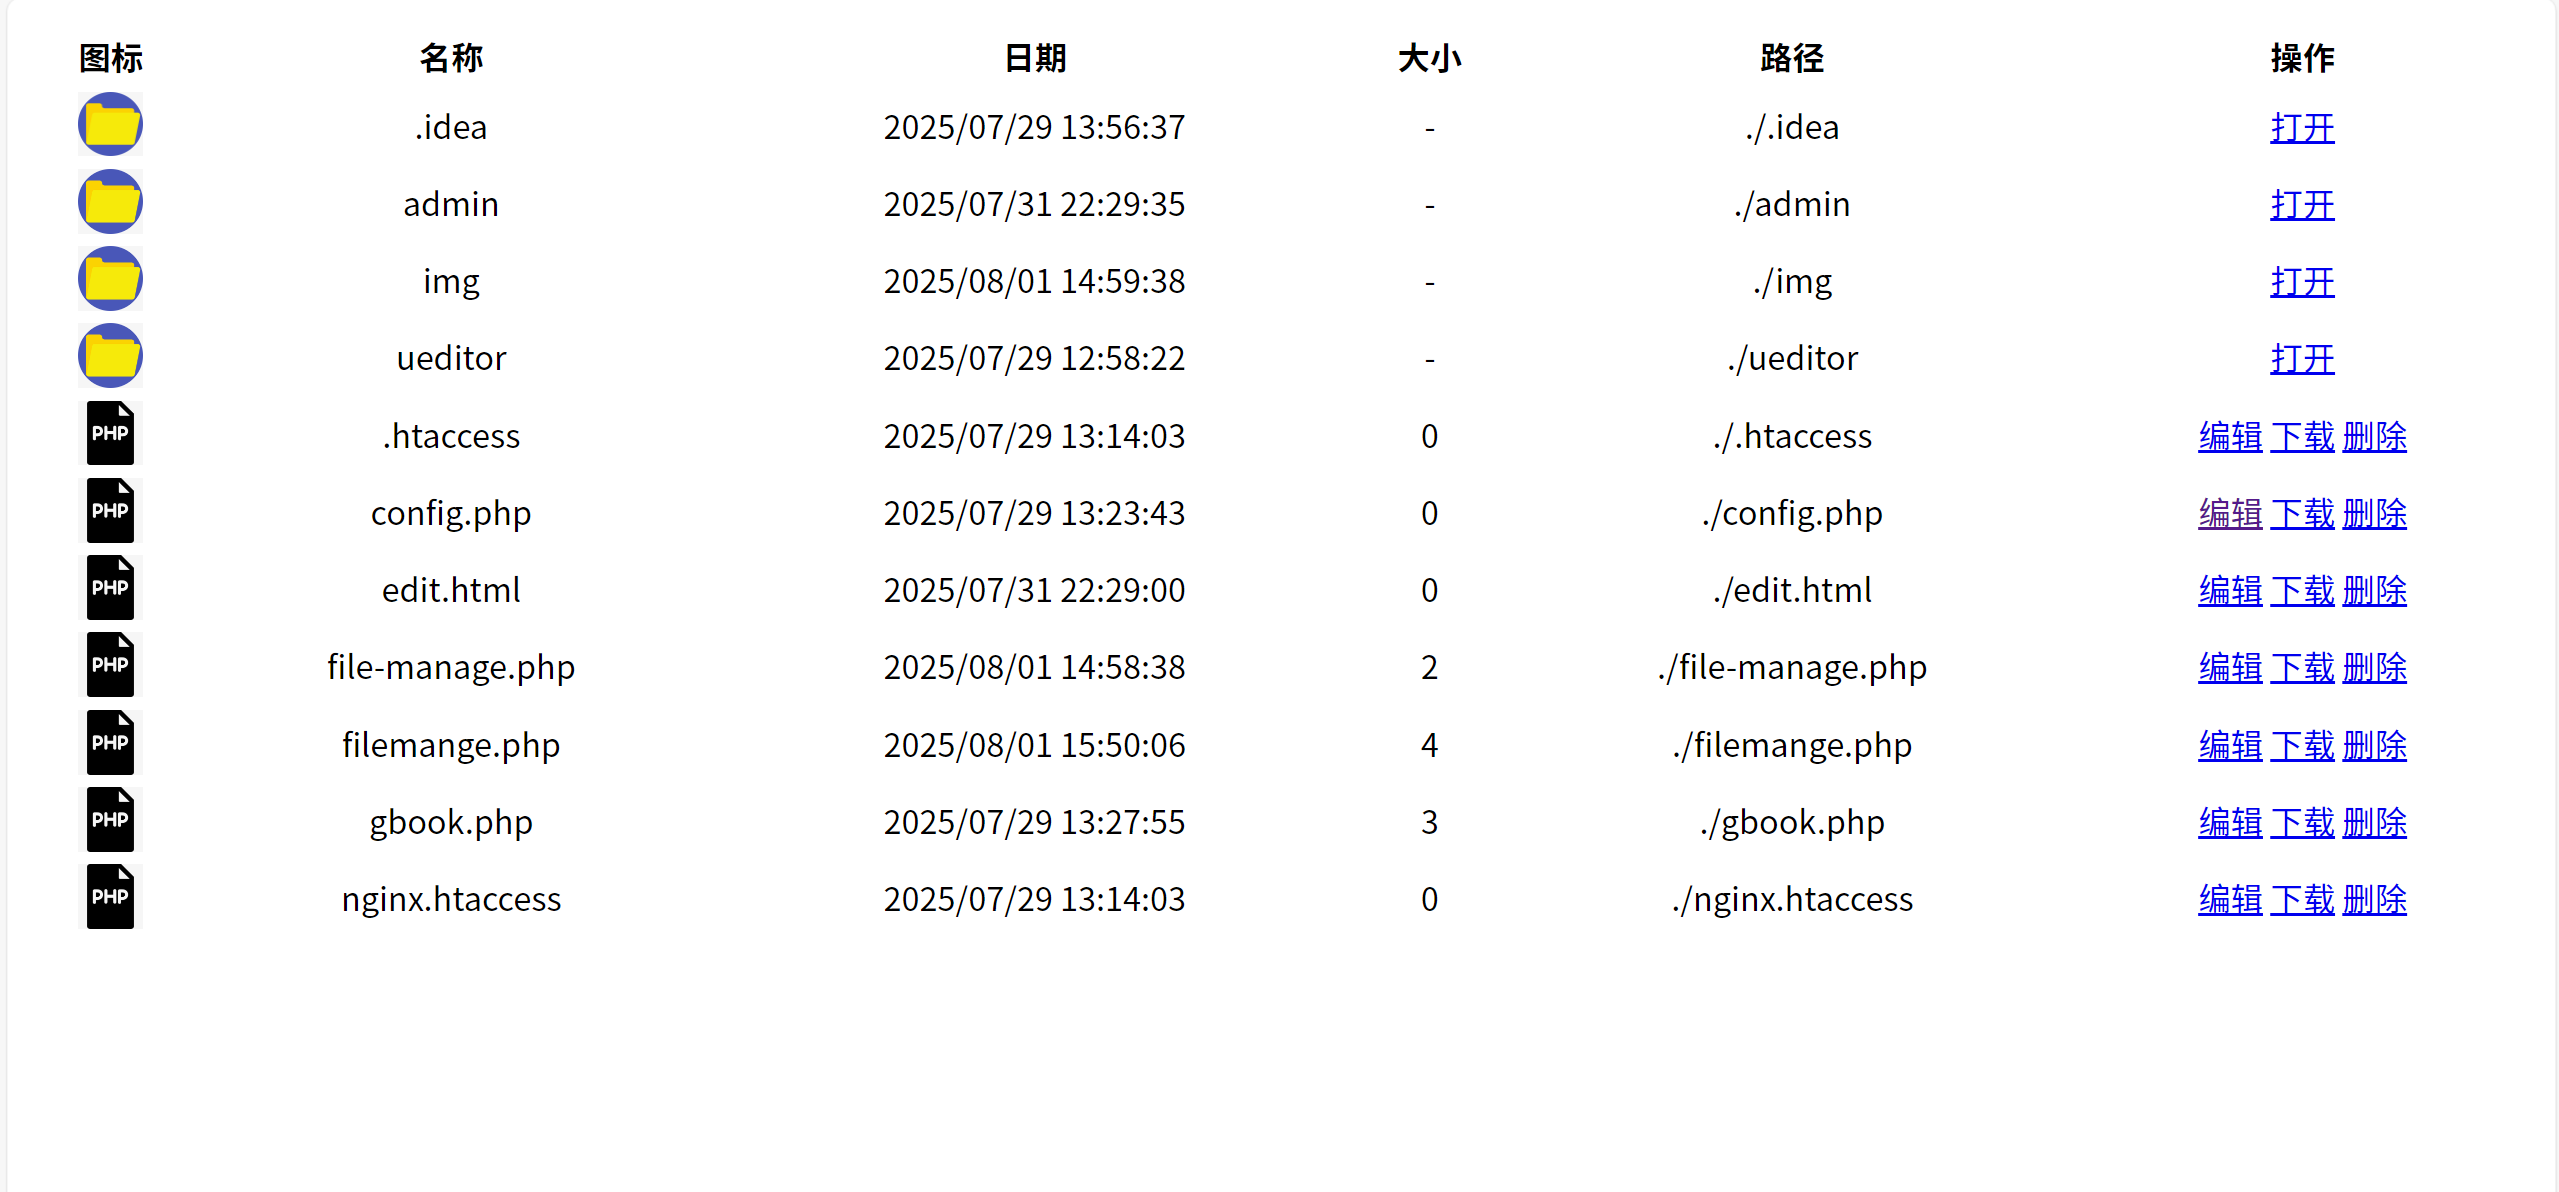 图标 名称 日期 大小 路径 操作
.idea 2025/07/29 13:56:37 - ./.idea 打开
admin 2025/07/31 22:29:35 - ./admin 打开
img 2025/08/01 14:59:38 - ./img 打开
ueditor 2025/07/29 12:58:22 - ./ueditor 打开
PHP .htaccess 2025/07/29 13:14:03 0 ./.htaccess 编辑 下载 删除
PHP config.php 2025/07/29 13:23:43 0 ./config.php 编辑 下载 删除
PHP edit.html 2025/07/31 22:29:00 0 ./edit.html 编辑 下载 删除
PHP file-manage.php 2025/08/01 14:58:38 2 ./file-manage.php 编辑 下载 删除
PHP filemange.php 2025/08/01 15:50:06 4 ./filemange.php 编辑 下载 删除
PHP gbook.php 2025/07/29 13:27:55 3 ./gbook.php 编辑 下载 删除
PHP nginx.htaccess 2025/07/29 13:14:03 0 ./nginx.htaccess 编辑 下载 删除